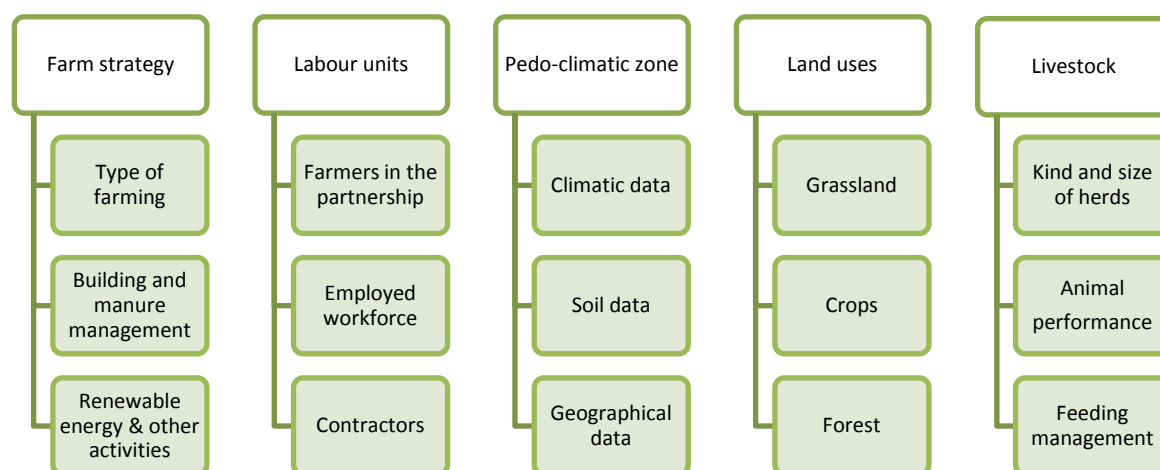 Farm strategy
Type of
farming
Building and
manure
management
Renewable
energy & other
activities
Labour units
Farmers in the
partnership
Employed
workforce
Contractors
Pedo-climatic zone
Climatic data
Soil data
Geographical
data
Land uses
Grassland
Crops
Forest
Livestock
Kind and size
of herds
Animal
performance
Feeding
management